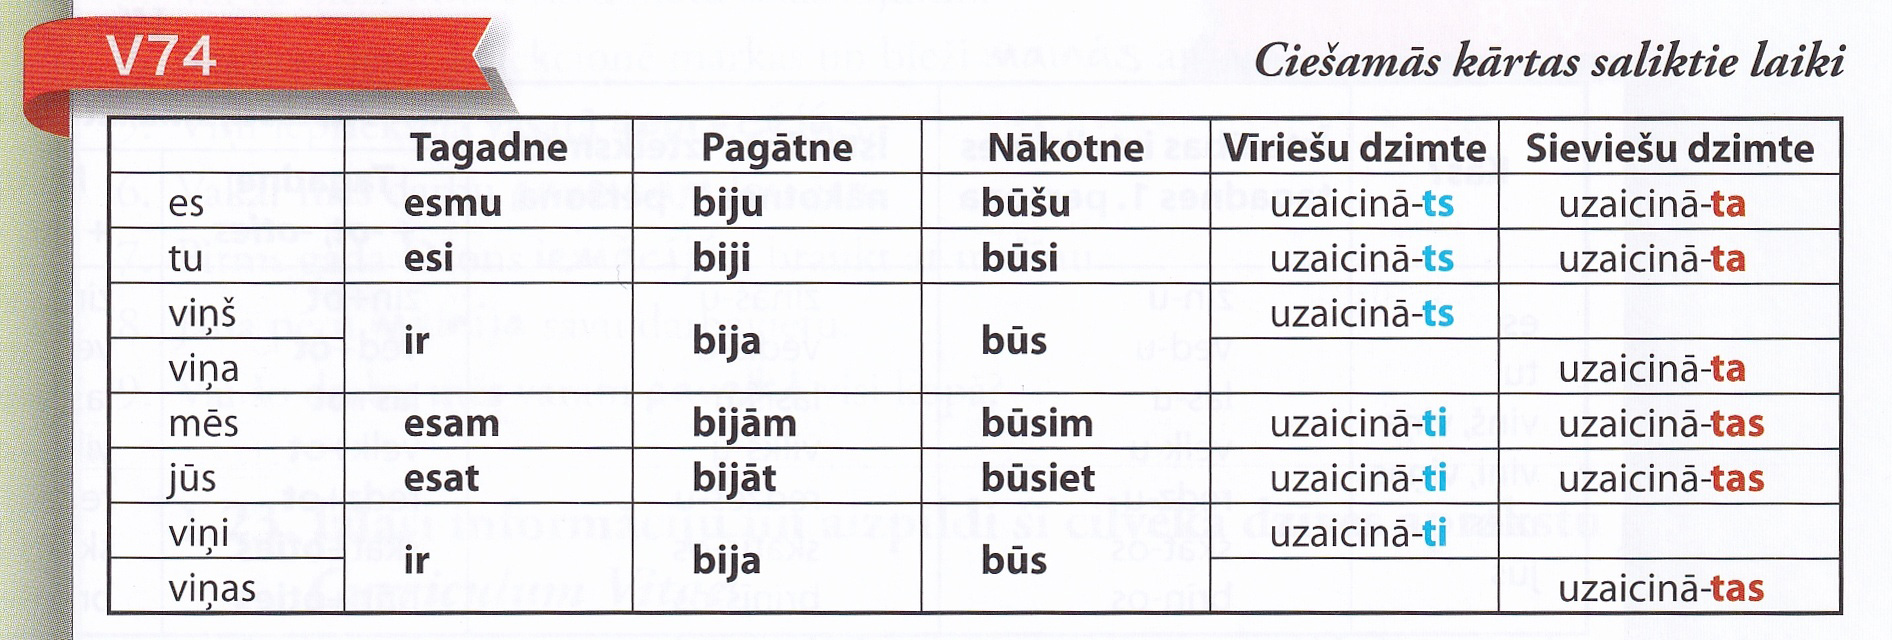 V74
Ciešamās kārtas saliktie laiki
Tagadne Pagātne Nākotne Vīriešu dzimte Sieviešu dzimte
es esmu biju būšu uzaicinā-ts uzaicinā-ta
tu esi biji būsi uzaicinā-ts uzaicinā-ta
viņš uzaicinā-ts
ir bija būs
viņa uzaicinā-ta
mēs esam bijām būsim uzaicinā-ti uzaicinā-tas
jūs esat bijāt būsiet uzaicinā-ti uzaicinā-tas
viņi uzaicinā-ti
ir bija būs
viņas uzaicinā-tas